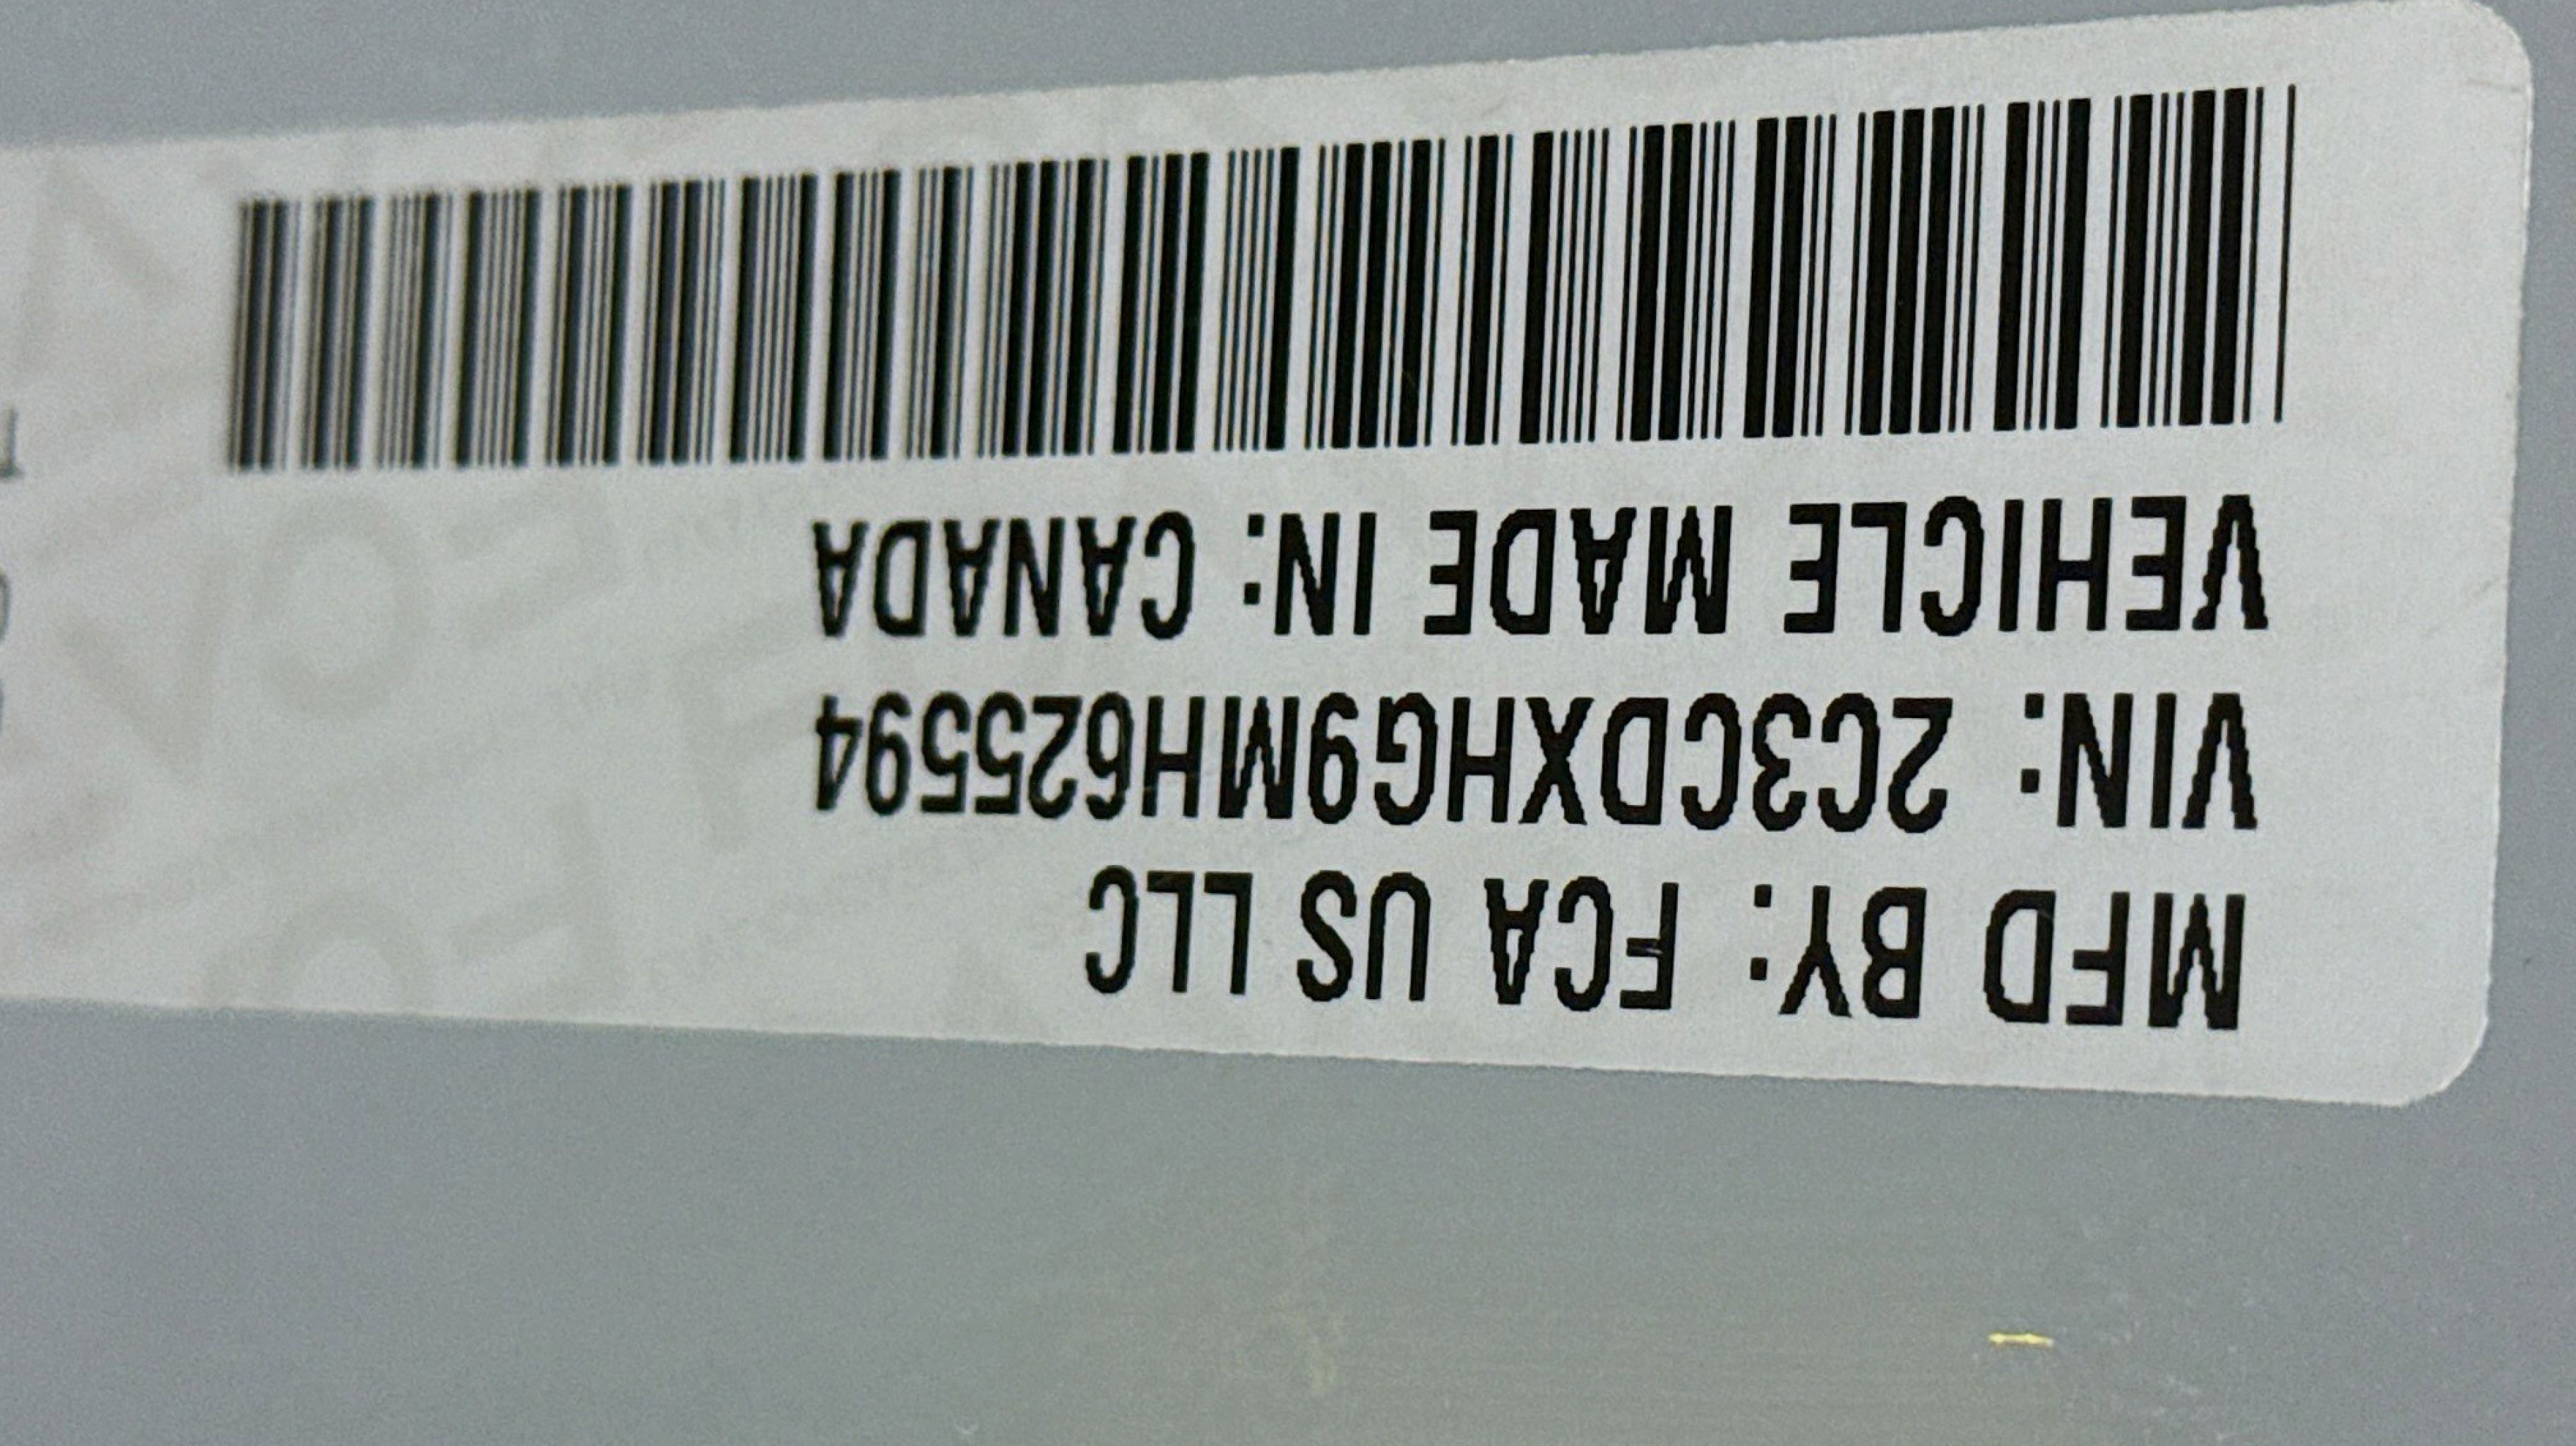 MFD BY: FCA US LLC
VIN: 2C3CDXHG9MH625594
VEHICLE MADE IN: CANADA